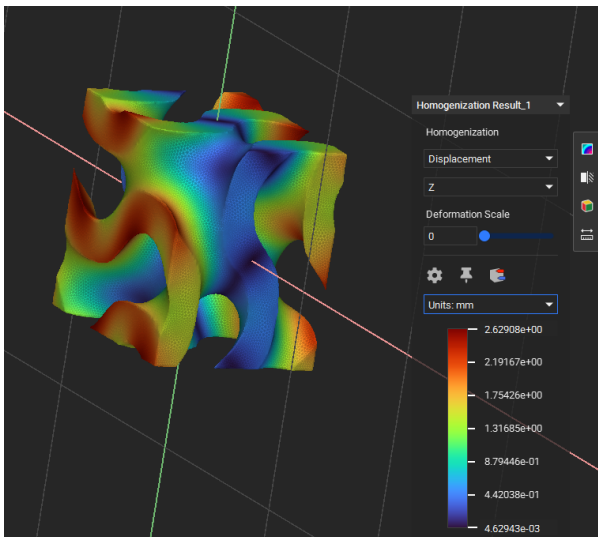 Homogenization Result_1
Homogenization
Displacement
Z
Deformation Scale
0
Units: mm
2.62908e+00
2.19167e+00
1.75426e+00
1.31685e+00
8.79446e-01
4.42038e-01
4.62943e-03